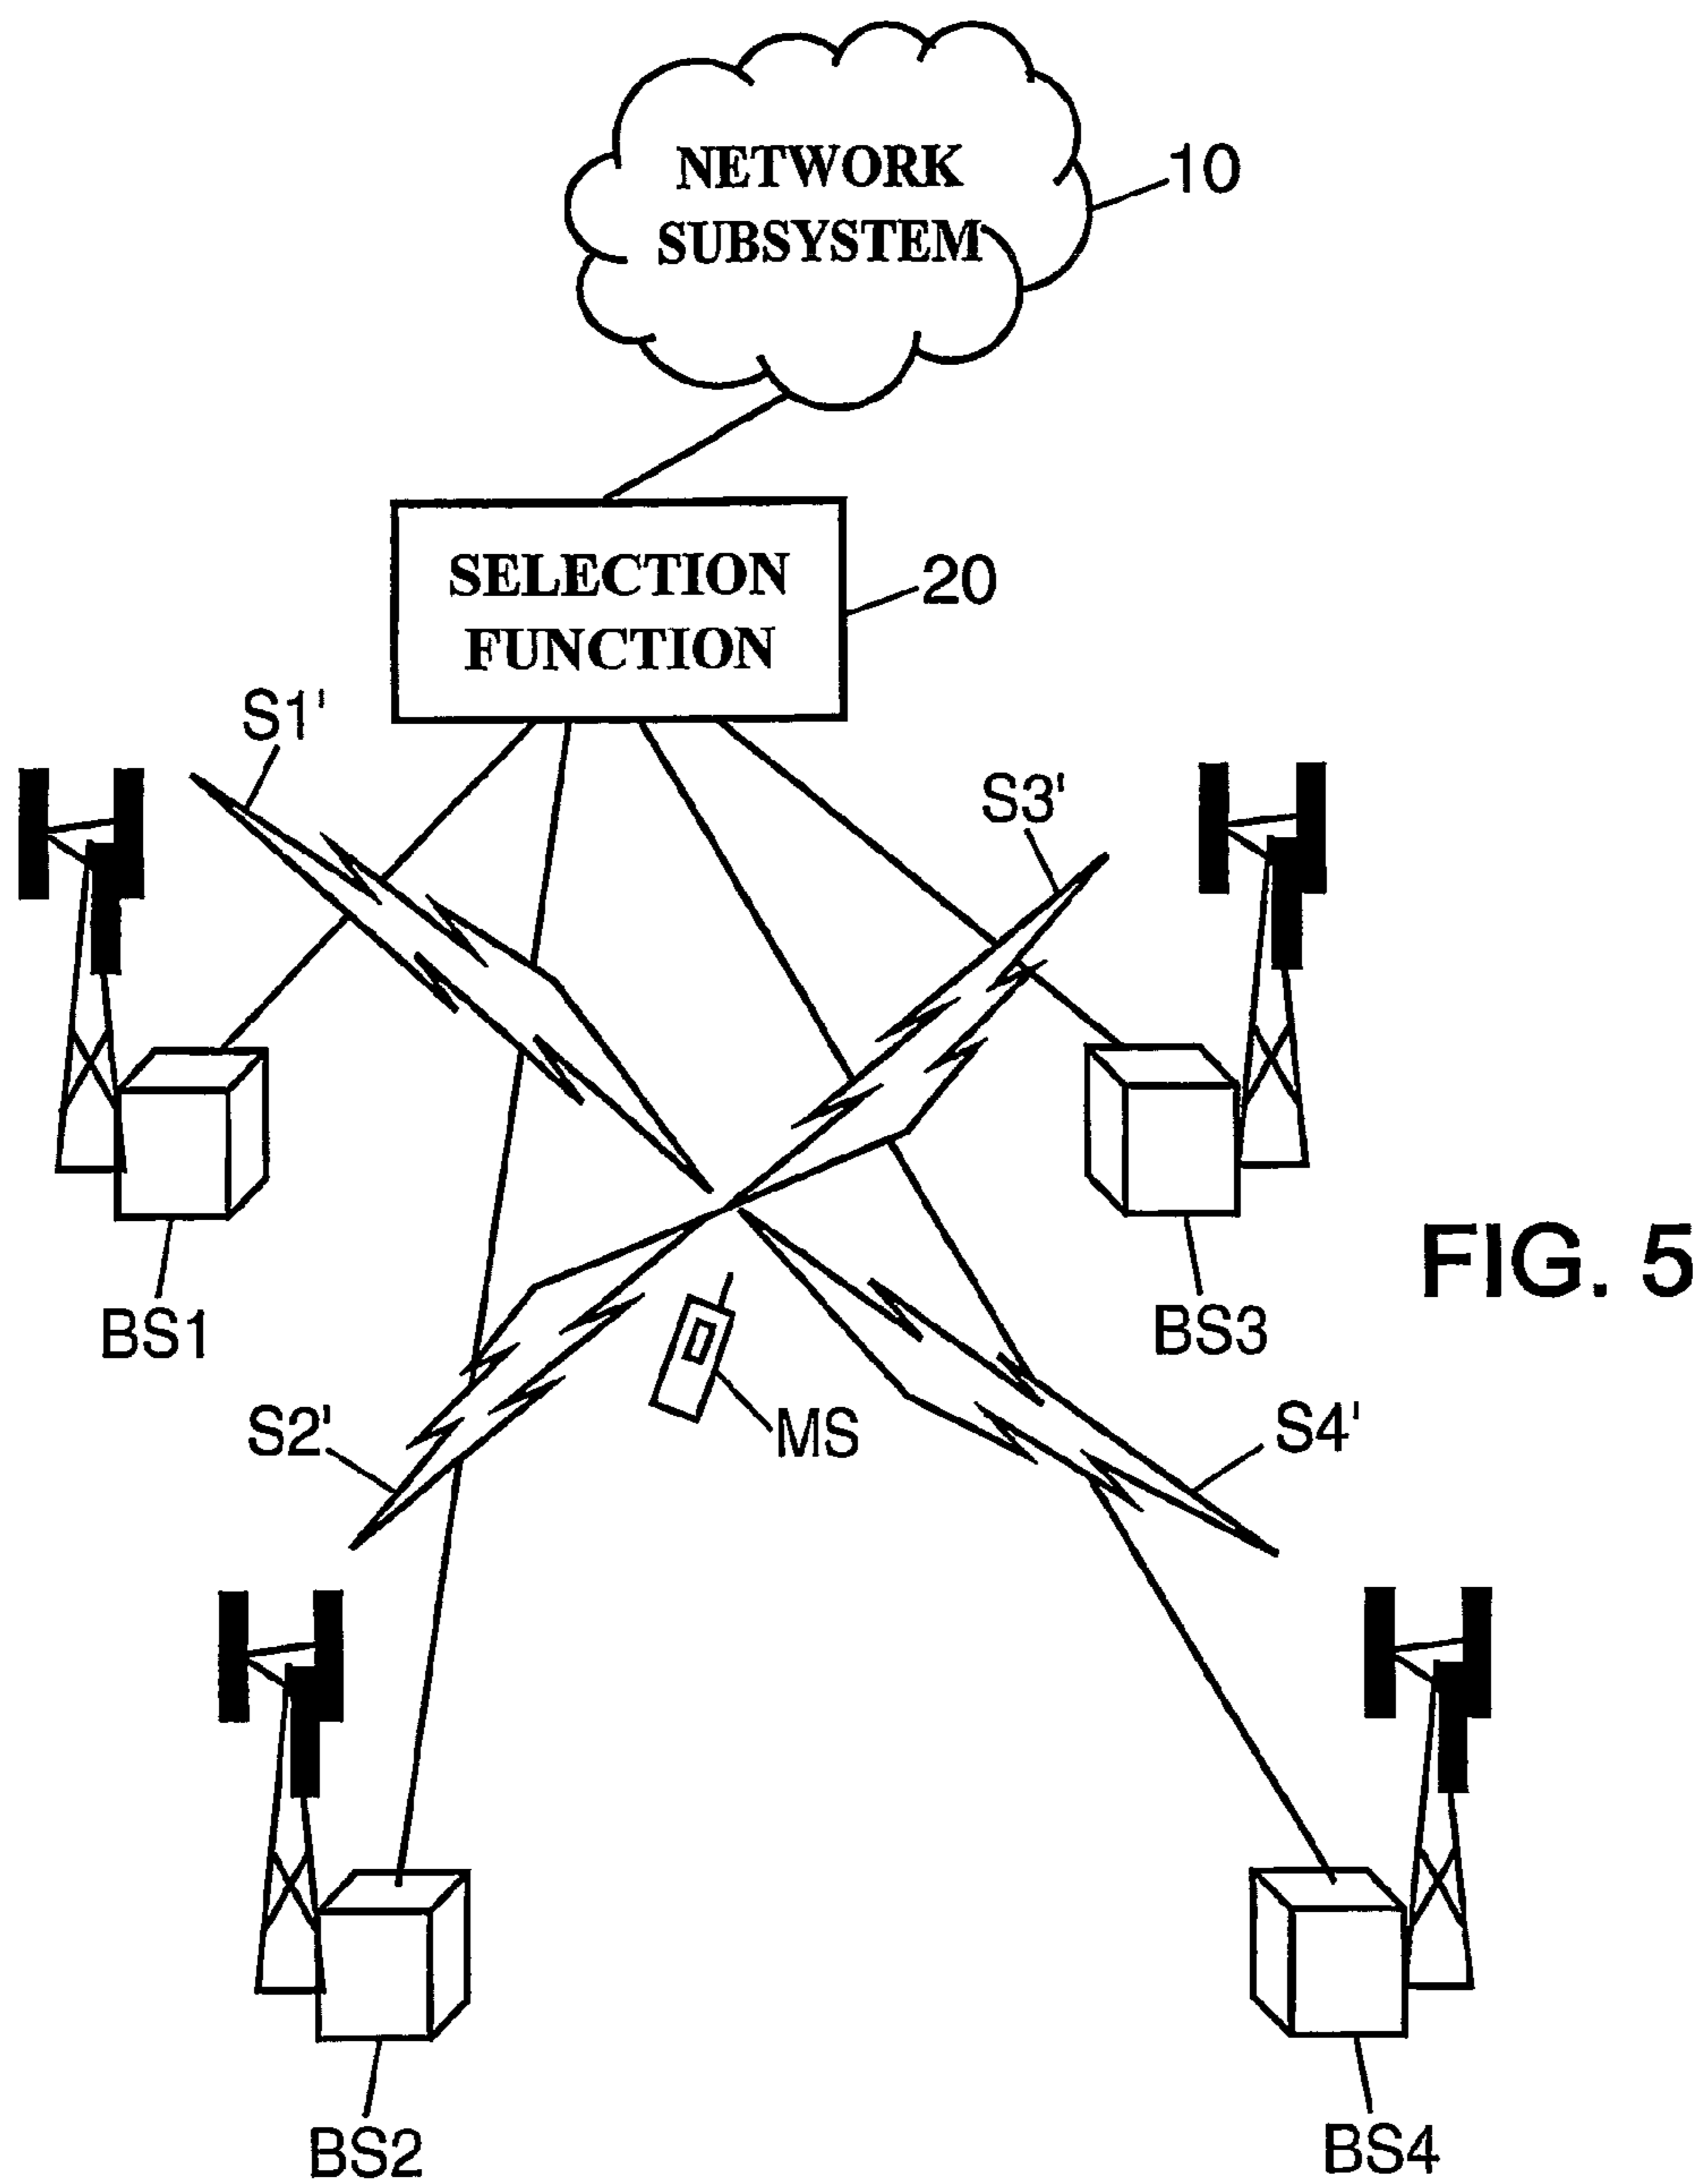 NETWORK
SUBSYSTEM
10
SELECTION
FUNCTION
20
S1'
S3'
BS1
BS3
FIG. 5
MS
S2'
S4'
BS2
BS4